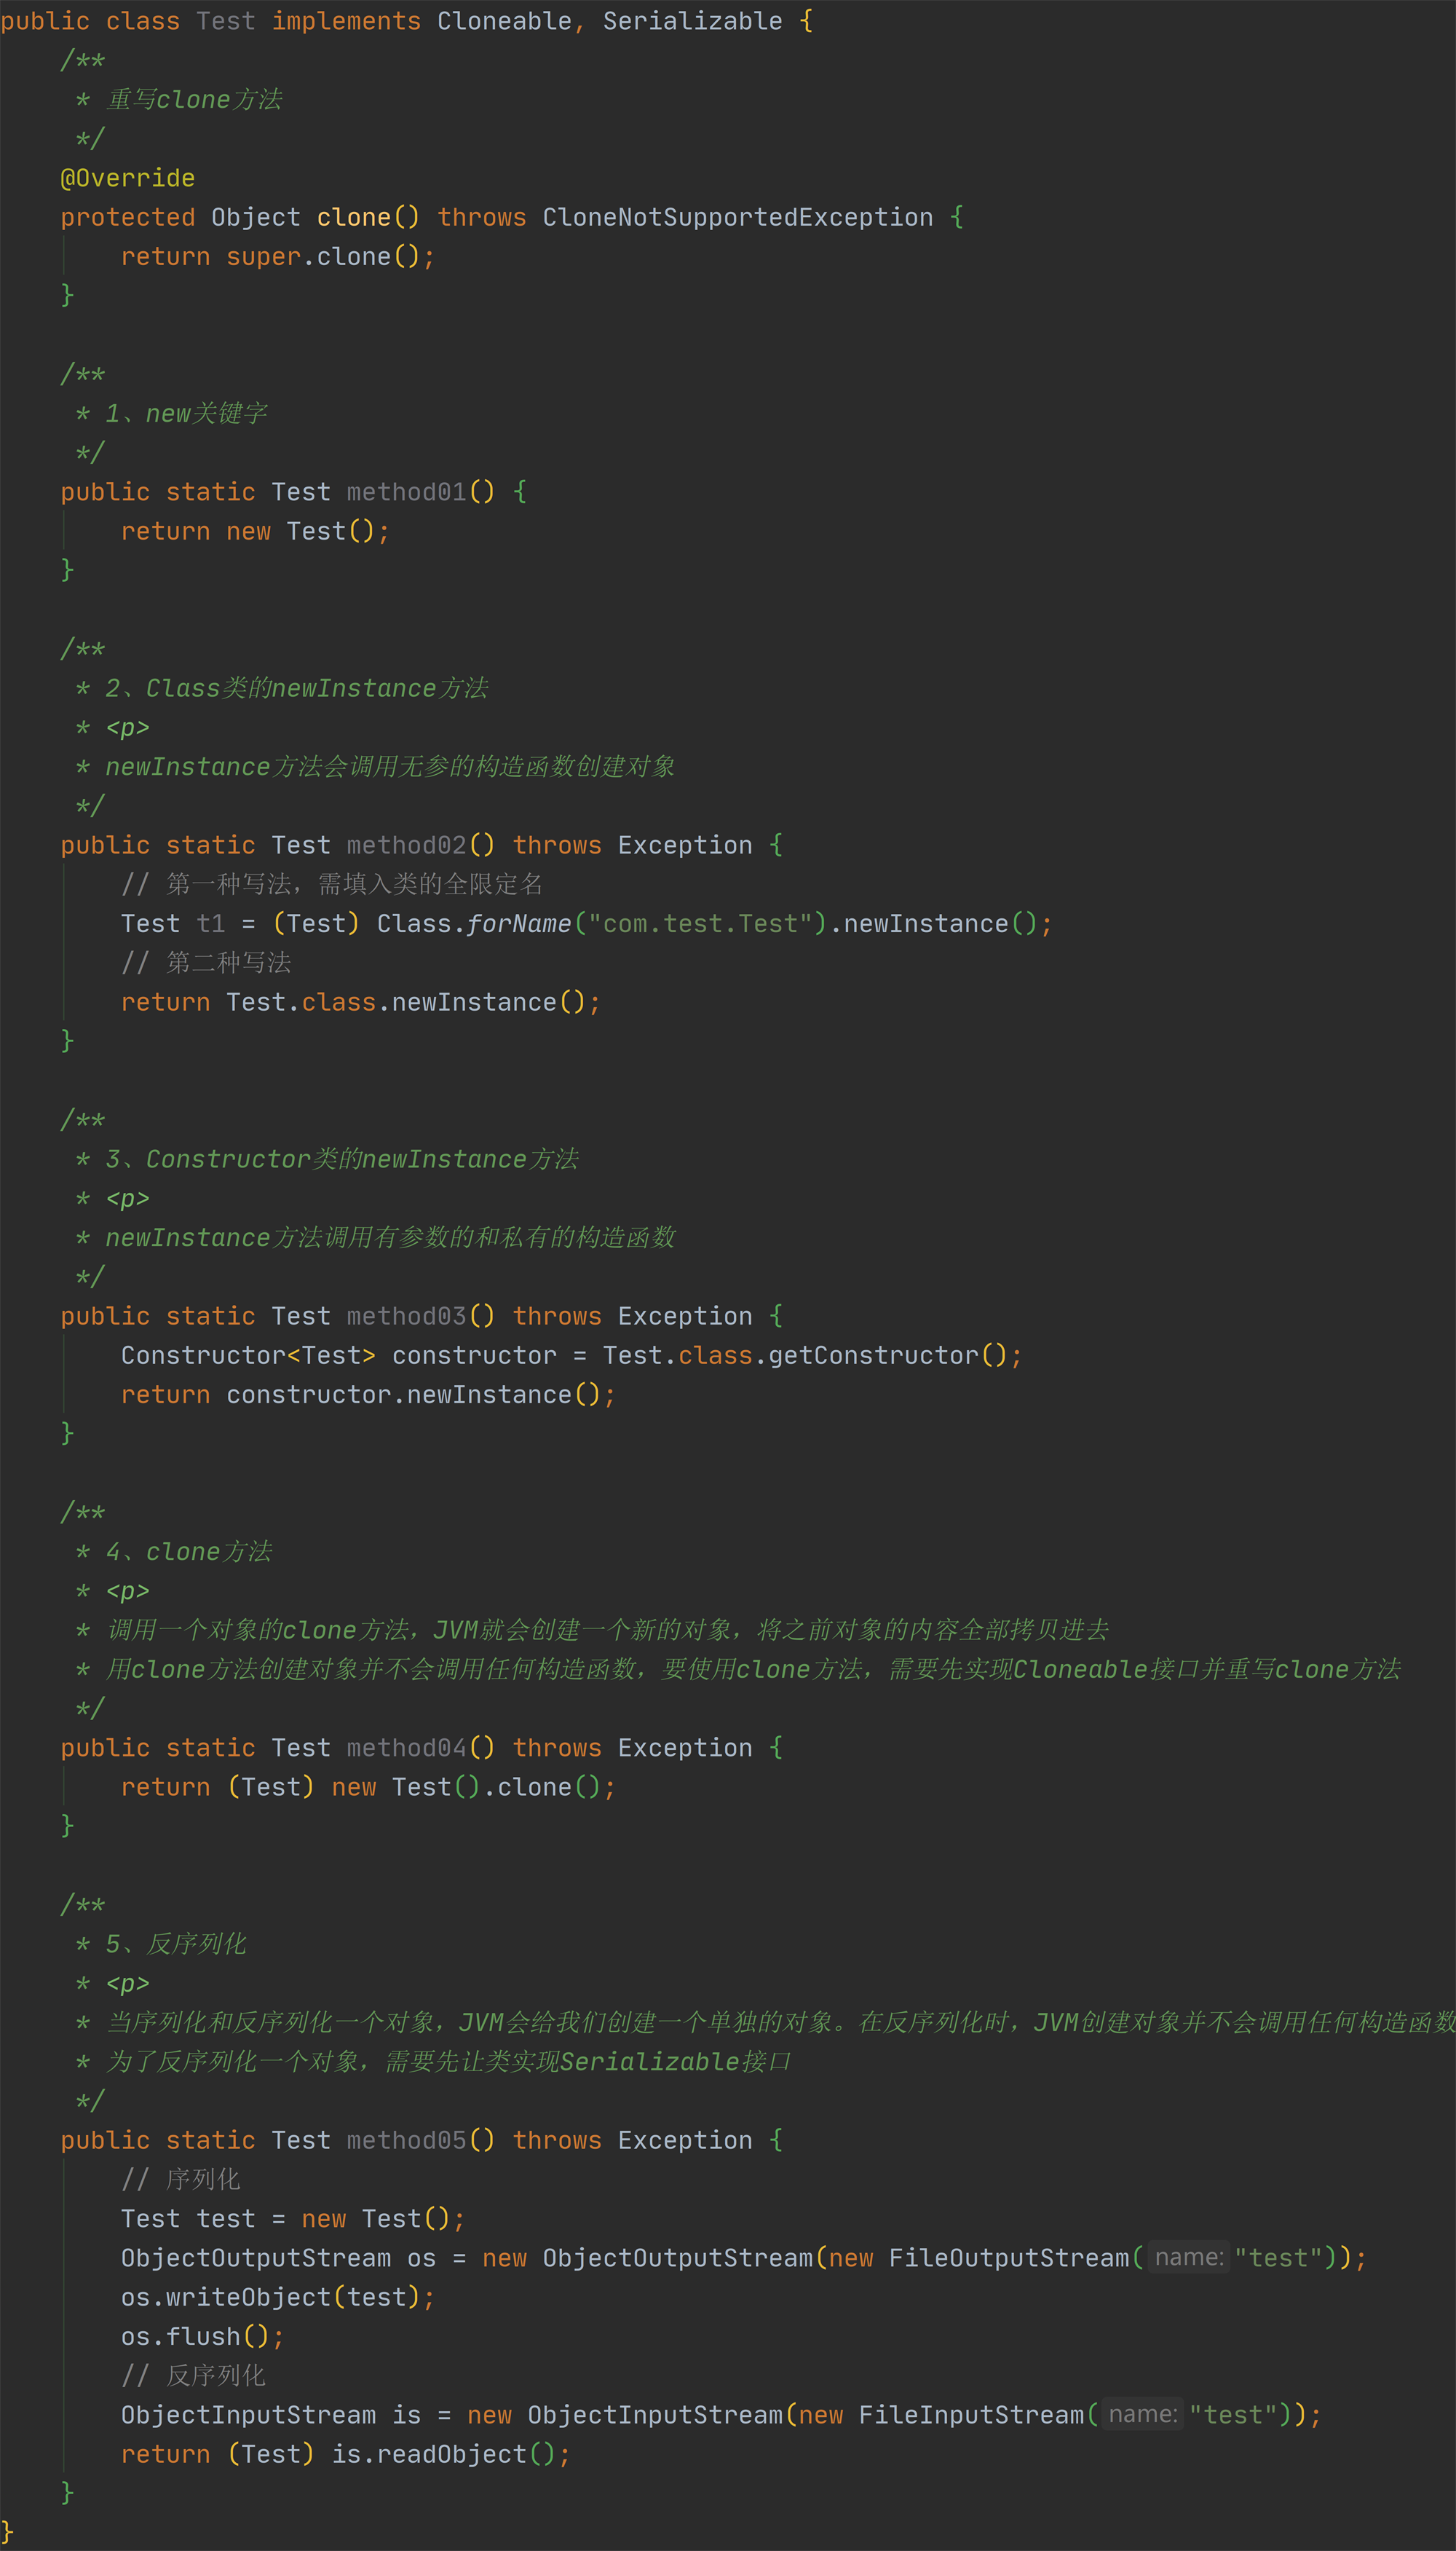 public class Test implements Cloneable, Serializable {
    /**
     * 重写clone方法
     */
    @Override
    protected Object clone() throws CloneNotSupportedException {
        return super.clone();
    }

    /**
     * 1、new关键字
     */
    public static Test method01() {
        return new Test();
    }

    /**
     * 2、Class类的newInstance方法
     * <p>
     * newInstance方法会调用无参的构造函数创建对象
     */
    public static Test method02() throws Exception {
        // 第一种写法，需填入类的全限定名
        Test t1 = (Test) Class.forName("com.test.Test").newInstance();
        // 第二种写法
        return Test.class.newInstance();
    }

    /**
     * 3、Constructor类的newInstance方法
     * <p>
     * newInstance方法调用有参数的和私有的构造函数
     */
    public static Test method03() throws Exception {
        Constructor<Test> constructor = Test.class.getConstructor();
        return constructor.newInstance();
    }

    /**
     * 4、clone方法
     * <p>
     * 调用一个对象的clone方法，JVM就会创建一个新的对象，将之前对象的内容全部拷贝进去
     * 用clone方法创建对象并不会调用任何构造函数，要使用clone方法，需要先实现Cloneable接口并重写clone方法
     */
    public static Test method04() throws Exception {
        return (Test) new Test().clone();
    }

    /**
     * 5、反序列化
     * <p>
     * 当序列化和反序列化一个对象，JVM会给我们创建一个单独的对象。在反序列化时，JVM创建对象并不会调用任何构造函数
     * 为了反序列化一个对象，需要先让类实现Serializable接口
     */
    public static Test method05() throws Exception {
        // 序列化
        Test test = new Test();
        ObjectOutputStream os = new ObjectOutputStream(new FileOutputStream( name: "test"));
        os.writeObject(test);
        os.flush();
        // 反序列化
        ObjectInputStream is = new ObjectInputStream(new FileInputStream( name: "test"));
        return (Test) is.readObject();
    }
}